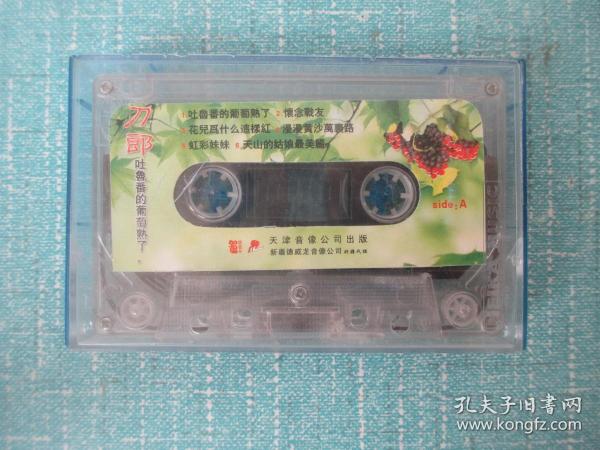 刀郎
吐魯番的葡萄熟了
1.吐魯番的葡萄熟了 2.懷念戰友
3.花兒爲什么這樣紅 4.漫漫黃沙萬裏路
5.虹彩妹妹 6.天山的姑娘最美麗
side:A
天津音像公司出版
新疆德威龙音像公司
孔夫子旧書网
www.kongfz.com